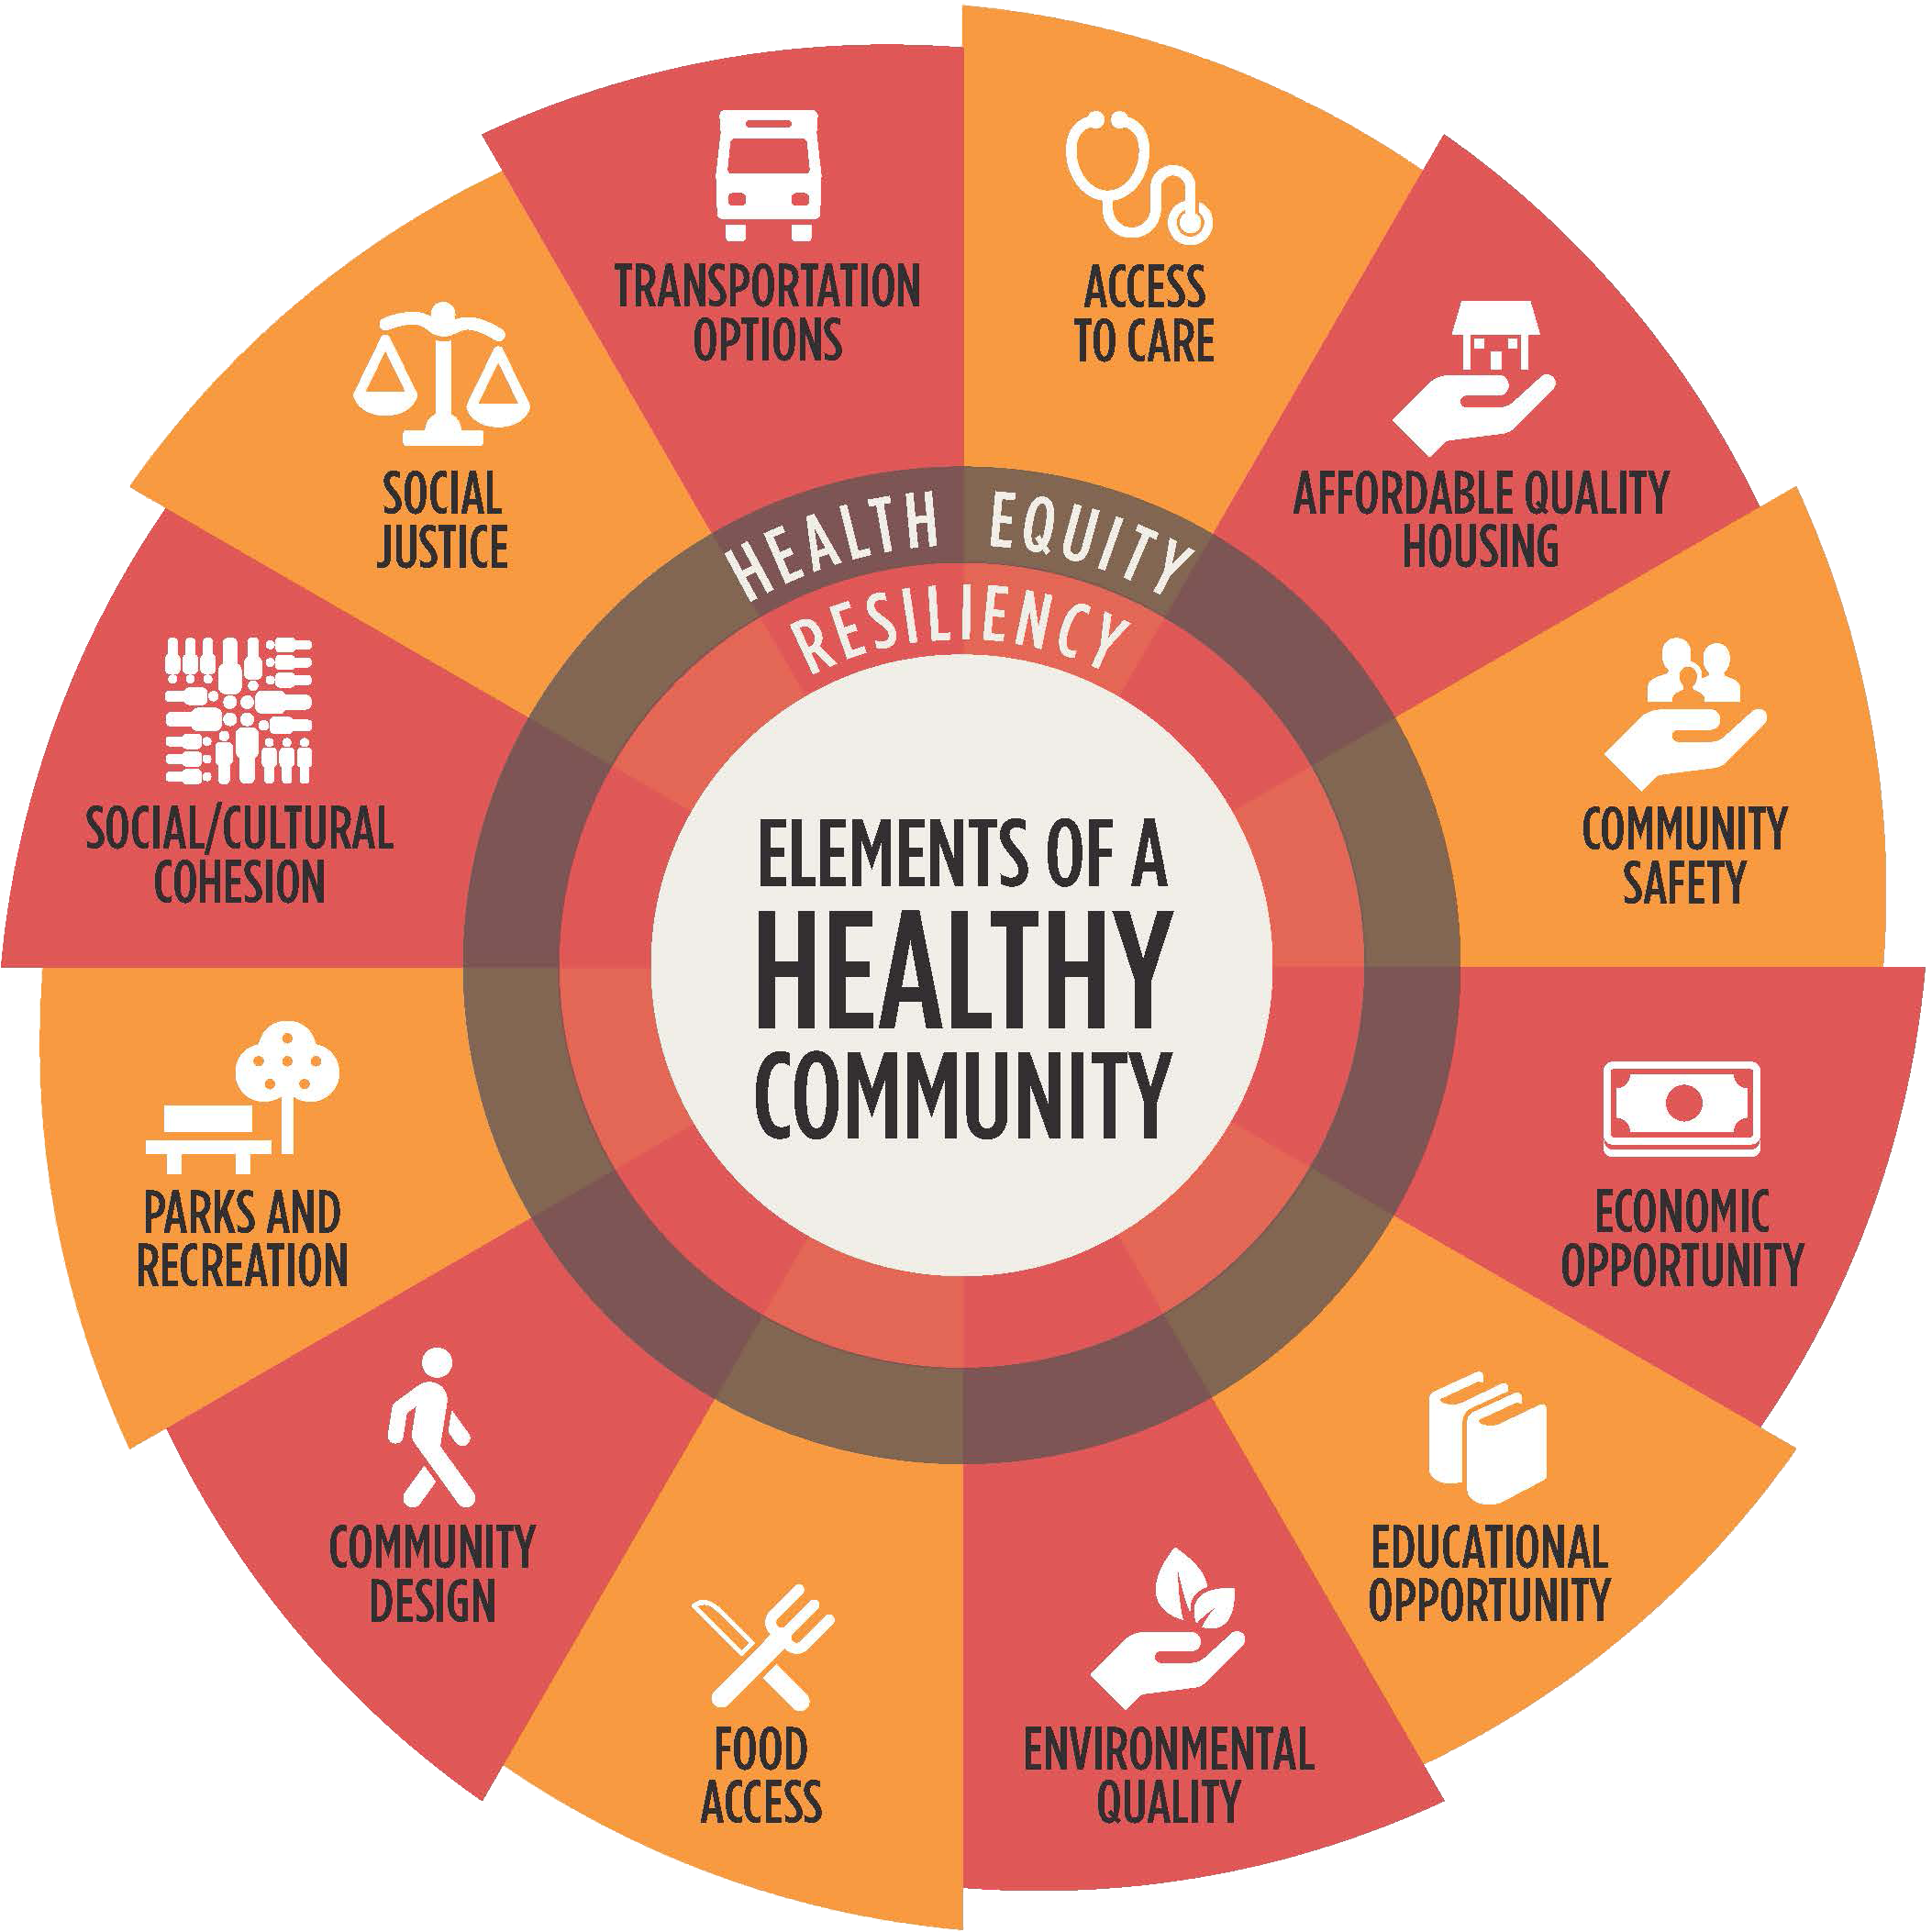 TRANSPORTATION
OPTIONS
ACCESS
TO CARE
AFFORDABLE QUALITY
HOUSING
COMMUNITY
SAFETY
ECONOMIC
OPPORTUNITY
EDUCATIONAL
OPPORTUNITY
ENVIRONMENTAL
QUALITY
FOOD
ACCESS
COMMUNITY
DESIGN
PARKS AND
RECREATION
SOCIAL/CULTURAL
COHESION
SOCIAL
JUSTICE
HEALTH EQUITY
RESILIENCY
ELEMENTS OF A
HEALTHY
COMMUNITY